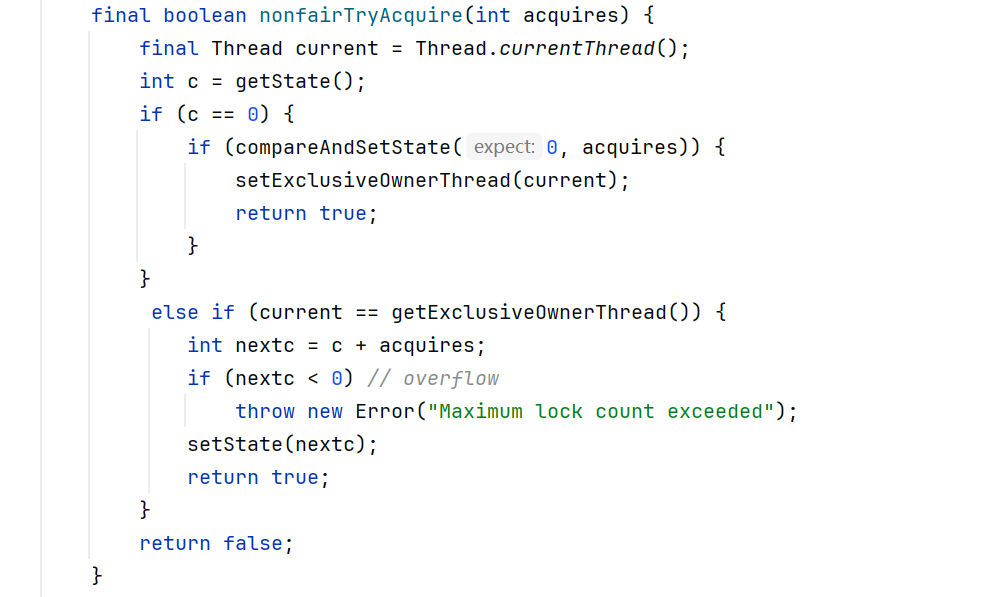 final boolean nonfairTryAcquire(int acquires) {
    final Thread current = Thread.currentThread();
    int c = getState();
    if (c == 0) {
        if (compareAndSetState( expect: 0, acquires)) {
            setExclusiveOwnerThread(current);
            return true;
        }
    }
     else if (current == getExclusiveOwnerThread()) {
        int nextc = c + acquires;
        if (nextc < 0) // overflow
            throw new Error("Maximum lock count exceeded");
        setState(nextc);
        return true;
    }
    return false;
}